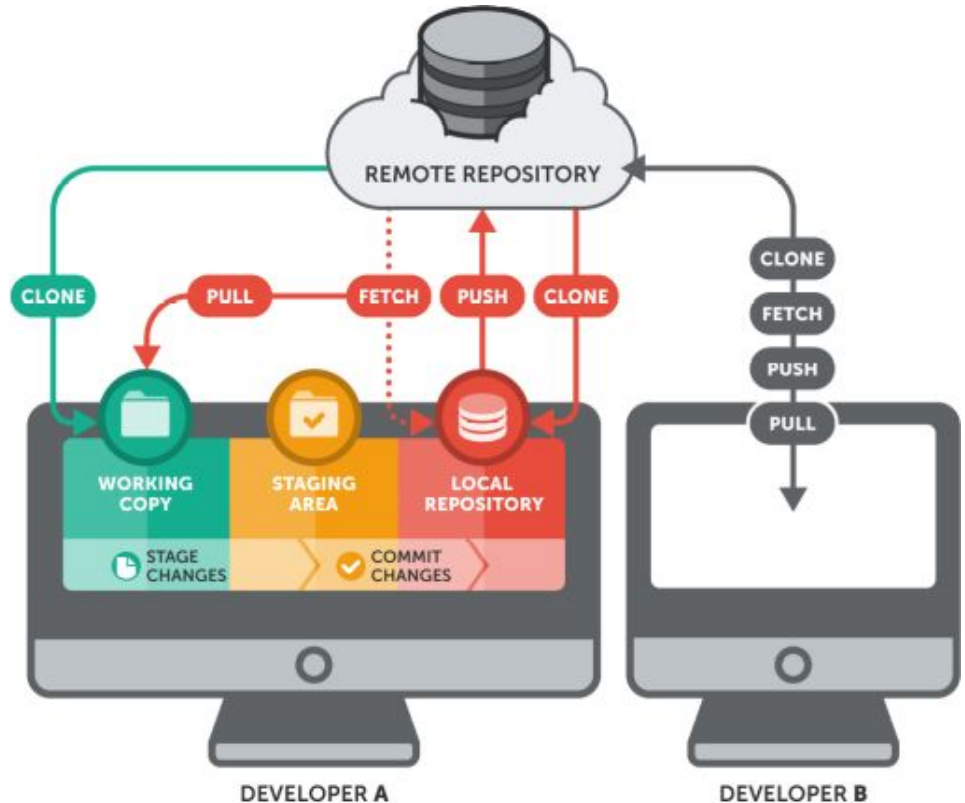 REMOTE REPOSITORY
CLONE
PULL
FETCH
PUSH
CLONE
CLONE
FETCH
PUSH
PULL
WORKING
COPY
STAGING
AREA
LOCAL
REPOSITORY
STAGE
CHANGES
COMMIT
CHANGES
DEVELOPER A
DEVELOPER B